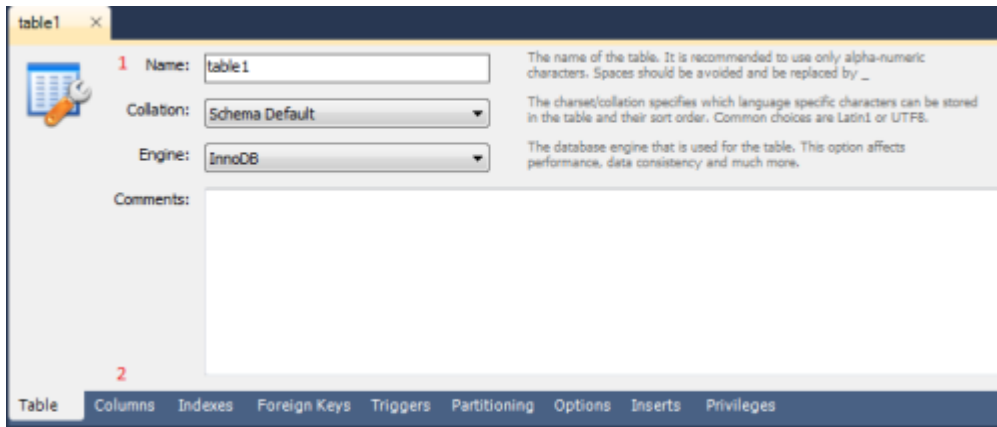 table1 ×
1 Name: table1
The name of the table. It is recommended to use only alpha-numeric
characters. Spaces should be avoided and be replaced by _
Collation: Schema Default
The charset/collation specifies which language specific characters can be stored
in the table and their sort order. Common choices are Latin1 or UTF8.
Engine: InnoDB
The database engine that is used for the table. This option affects
performance, data consistency and much more.
Comments:
2
Table Columns Indexes Foreign Keys Triggers Partitioning Options Inserts Privileges